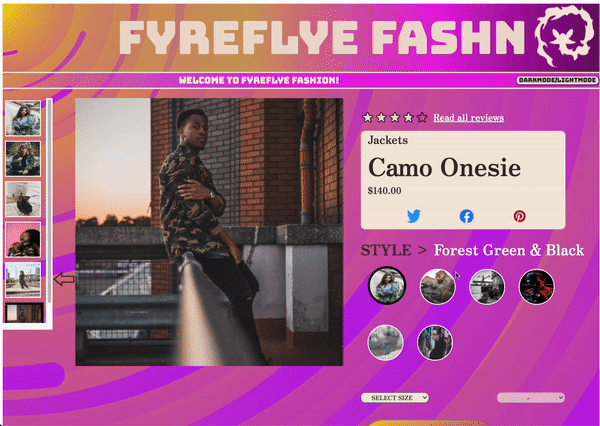 FYREFLYE FASHN
WELCOME TO FYREFLYE FASHION!
DARKMODE/LIGHTMODE
Read all reviews
Jackets
Camo Onesie
$140.00
STYLE > Forest Green & Black
SELECT SIZE
-